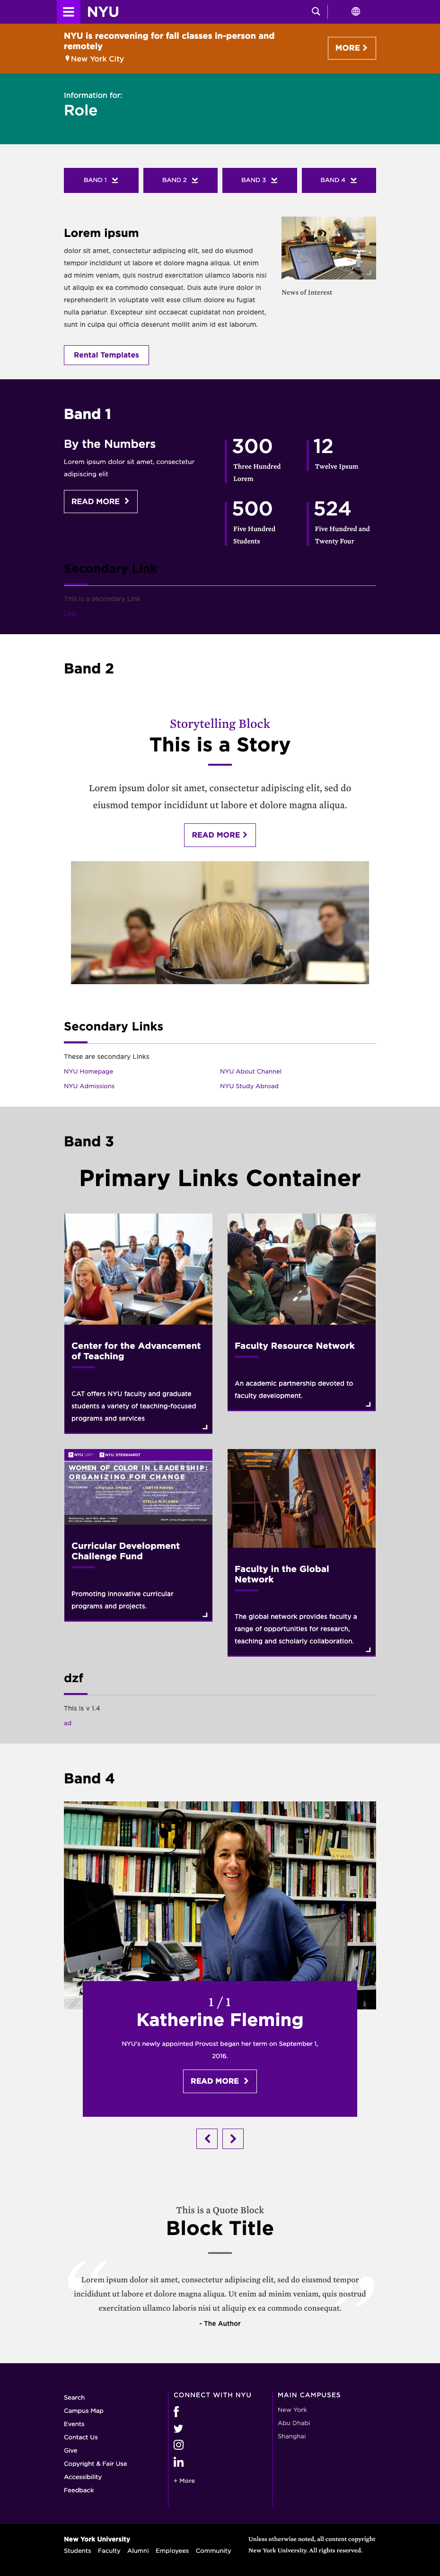 NYU
NYU is reconvening for fall classes in-person and
remotely
New York City
MORE
Information for:
Role
BAND 1
BAND 2
BAND 3
BAND 4
Lorem ipsum
dolor sit amet, consectetur adipiscing elit, sed do eiusmod
tempor incididunt ut labore et dolore magna aliqua. Ut enim
ad minim veniam, quis nostrud exercitation ullamco laboris nisi
ut aliquip ex ea commodo consequat. Duis aute irure dolor in
reprehenderit in voluptate velit esse cillum dolore eu fugiat
nulla pariatur. Excepteur sint occaecat cupidatat non proident,
sunt in culpa qui officia deserunt mollit anim id est laborum.
News of Interest
Rental Templates
Band 1
By the Numbers
Lorem ipsum dolor sit amet, consectetur
adipiscing elit
READ MORE
300
Three Hundred
Lorem
12
Twelve Ipsum
500
Five Hundred
Students
524
Five Hundred and
Twenty Four
Secondary Link
This is a secondary Link
Link
Band 2
Storytelling Block
This is a Story
Lorem ipsum dolor sit amet, consectetur adipiscing elit, sed do
eiusmod tempor incididunt ut labore et dolore magna aliqua.
READ MORE
Secondary Links
These are secondary Links
NYU Homepage
NYU About Channel
NYU Admissions
NYU Study Abroad
Band 3
Primary Links Container
Center for the Advancement
of Teaching
CAT offers NYU faculty and graduate
students a variety of teaching-focused
programs and services
Faculty Resource Network
An academic partnership devoted to
faculty development.
NYU
NYU STEINHARDT
WOMEN OF COLOR IN LEADERSHIP:
ORGANIZING FOR CHANGE
Curricular Development
Challenge Fund
Promoting innovative curricular
programs and projects.
Faculty in the Global
Network
The global network provides faculty a
range of opportunities for research,
teaching and scholarly collaboration.
dzf
This is v 1.4
ad
Band 4
1 / 1
Katherine Fleming
NYU's newly appointed Provost began her term on September 1,
2016.
READ MORE
This is a Quote Block
Block Title
Lorem ipsum dolor sit amet, consectetur adipiscing elit, sed do eiusmod tempor
incididunt ut labore et dolore magna aliqua. Ut enim ad minim veniam, quis nostrud
exercitation ullamco laboris nisi ut aliquip ex ea commodo consequat.
- The Author
Search
Campus Map
Events
Contact Us
Give
Copyright & Fair Use
Accessibility
Feedback
CONNECT WITH NYU
+ More
MAIN CAMPUSES
New York
Abu Dhabi
Shanghai
New York University
Students Faculty Alumni Employees Community
Unless otherwise noted, all content copyright
New York University. All rights reserved.